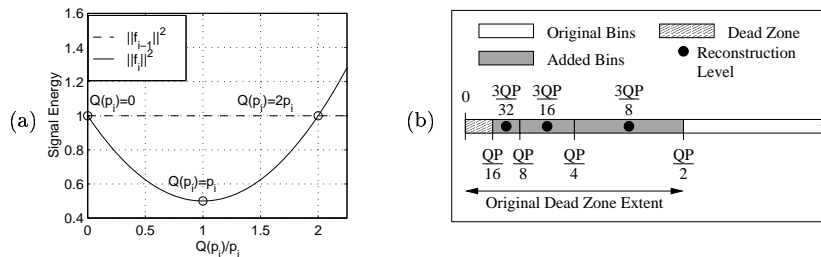 (a)
Signal Energy
1.6
1.4
1.2
1
0.8
0.6
0.4
||f_{i−1}||^2
||f_i||^2
Q(p_i)=0
Q(p_i)=2p_i
Q(p_i)=p_i
0 0.5 1 1.5 2
Q(p_i)/p_i
(b)
Original Bins
Dead Zone
Added Bins
Reconstruction
Level
0
3QP/32
3QP/16
3QP/8
QP/16
QP/8
QP/4
QP/2
Original Dead Zone Extent